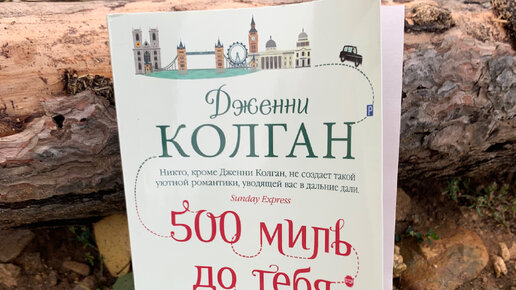 Дженни
КОЛГАН
Никто, кроме Дженни Колган, не создает такой
уютной романтики, уводящей вас в дальние дали.
Sunday Express
P
500 миль
до тебя